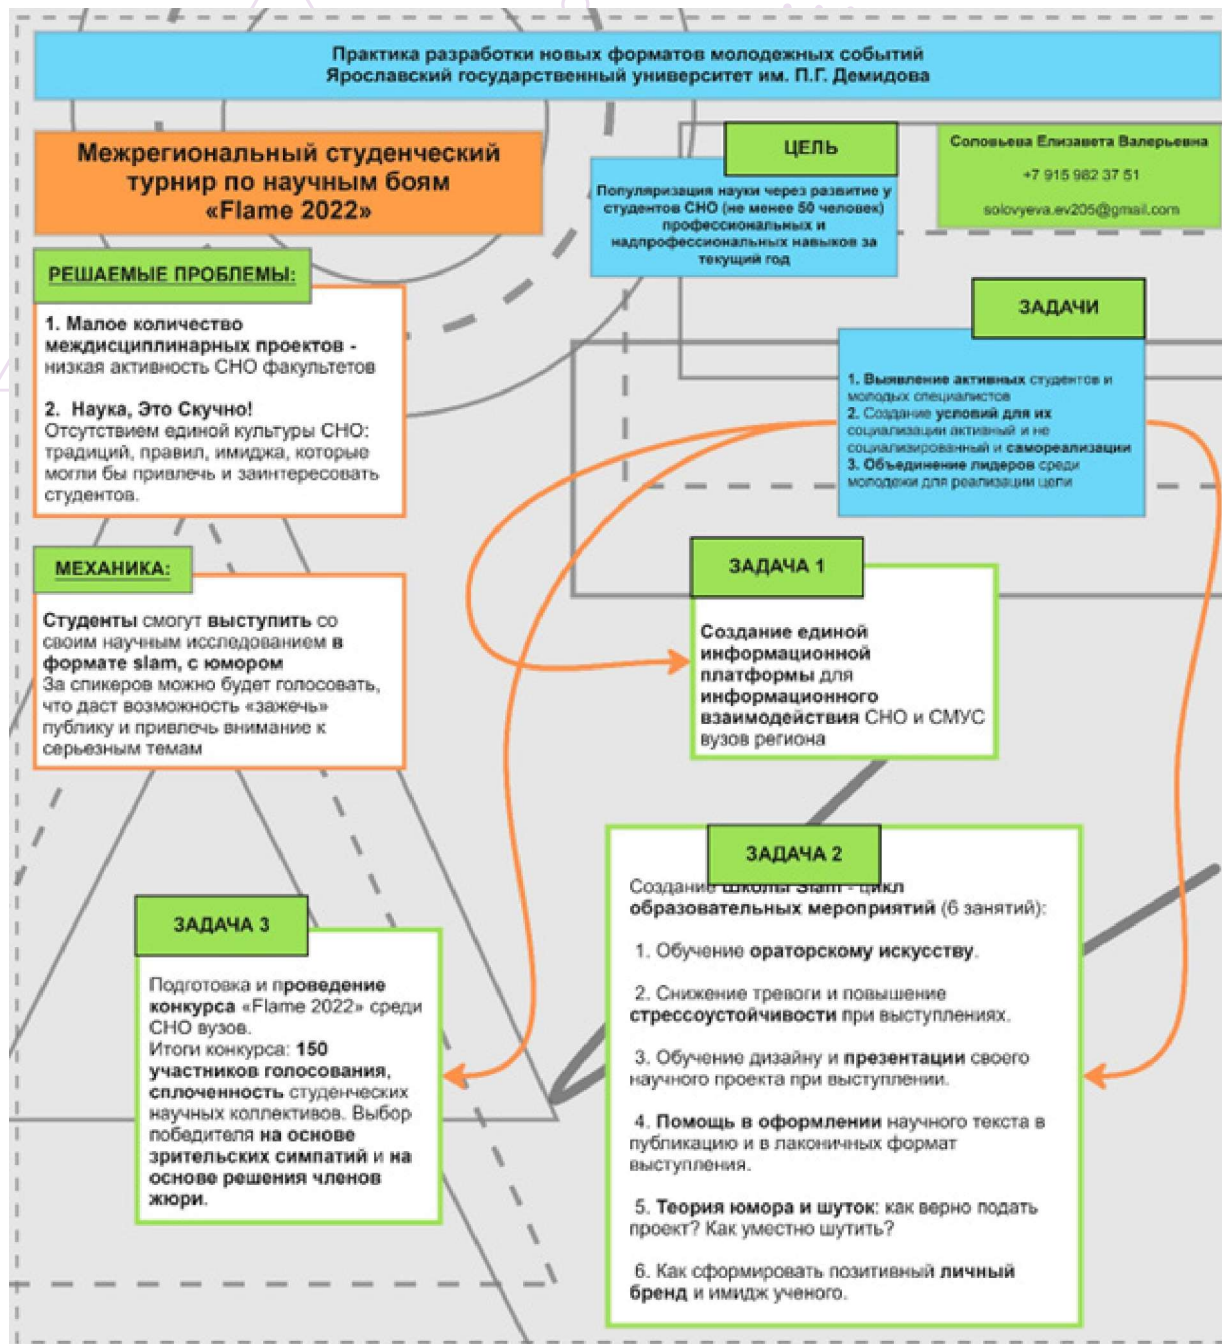 Практика разработки новых форматов молодежных событий
Ярославский государственный университет им. П.Г. Демидова
Межрегиональный студенческий
турнир по научным боям
«Flame 2022»
ЦЕЛЬ
Популяризация науки через развитие у
студентов СНО (не менее 50 человек)
профессиональных и
надпрофессиональных навыков за
текущий год
Соловьева Елизавета Валерьевна
+7 915 982 37 51
solovyeva.ev205@gmail.com
РЕШАЕМЫЕ ПРОБЛЕМЫ:
1. Малое количество
междисциплинарных проектов -
низкая активность СНО факультетов
2. Наука, Это Скучно!
Отсутствием единой культуры СНО:
традиций, правил, имиджа, которые
могли бы привлечь и заинтересовать
студентов.
ЗАДАЧИ
1. Выявление активных студентов и
молодых специалистов
2. Создание условий для их
социализации активный и не
социализированный и самореализации
3. Объединение лидеров среди
молодежи для реализации цели
МЕХАНИКА:
Студенты смогут выступить со
своим научным исследованием в
формате slam, с юмором
За спикеров можно будет голосовать,
что даст возможность «зажечь»
публику и привлечь внимание к
серьезным темам
ЗАДАЧА 1
Создание единой
информационной
платформы для
информационного
взаимодействия СНО и СМУС
вузов региона
ЗАДАЧА 2
Создание школы Slam - цикл
образовательных мероприятий (6 занятий):
1. Обучение ораторскому искусству.
2. Снижение тревоги и повышение
стрессоустойчивости при выступлениях.
3. Обучение дизайну и презентации своего
научного проекта при выступлении.
4. Помощь в оформлении научного текста в
публикацию и в лаконичных формат
выступления.
5. Теория юмора и шуток: как верно подать
проект? Как уместно шутить?
6. Как сформировать позитивный личный
бренд и имидж ученого.
ЗАДАЧА 3
Подготовка и проведение
конкурса «Flame 2022» среди
СНО вузов.
Итоги конкурса: 150
участников голосования,
сплоченность студенческих
научных коллективов. Выбор
победителя на основе
зрительских симпатий и на
основе решения членов
жюри.